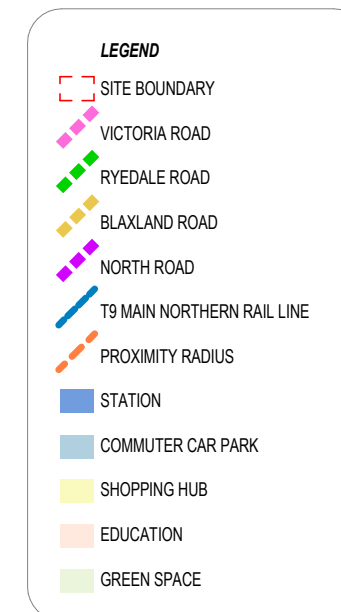 LEGEND
SITE BOUNDARY
VICTORIA ROAD
RYEDALE ROAD
BLAXLAND ROAD
NORTH ROAD
T9 MAIN NORTHERN RAIL LINE
PROXIMITY RADIUS
STATION
COMMUTER CAR PARK
SHOPPING HUB
EDUCATION
GREEN SPACE